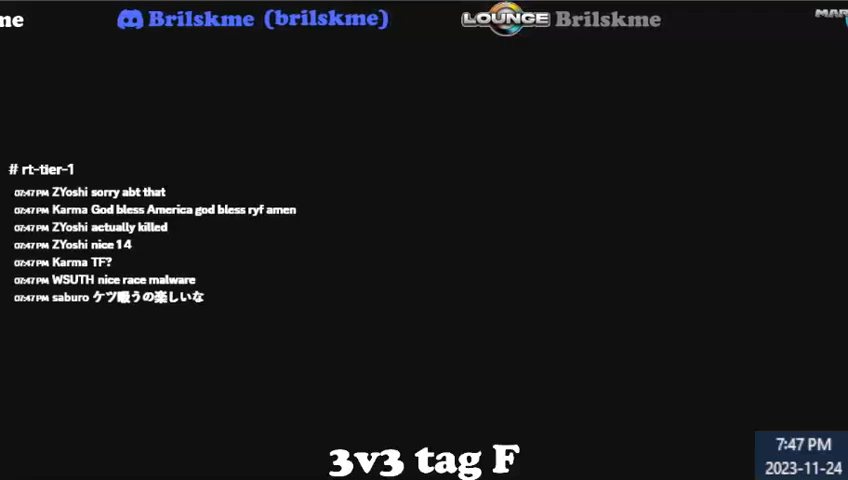 me
Brilskme (brilskme)
LOUNGE Brilskme
MAR
# rt-tier-1
07:47 PM ZYoshi sorry abt that
07:47 PM Karma God bless America god bless ryf amen
07:47 PM ZYoshi actually killed
07:47 PM ZYoshi nice 14
07:47 PM Karma TF?
07:47 PM WSUTH nice race malware
07:47 PM saburo ケツ吸うの楽しいな
3v3 tag F
7:47 PM
2023-11-24